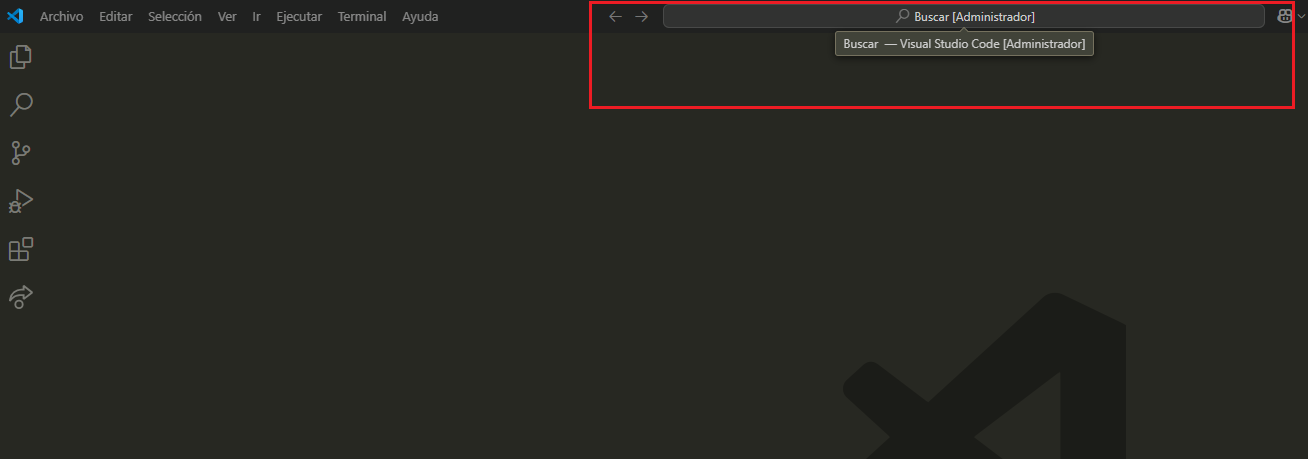 Archivo Editar Selección Ver Ir Ejecutar Terminal Ayuda Buscar [Administrador]
Buscar — Visual Studio Code [Administrador]